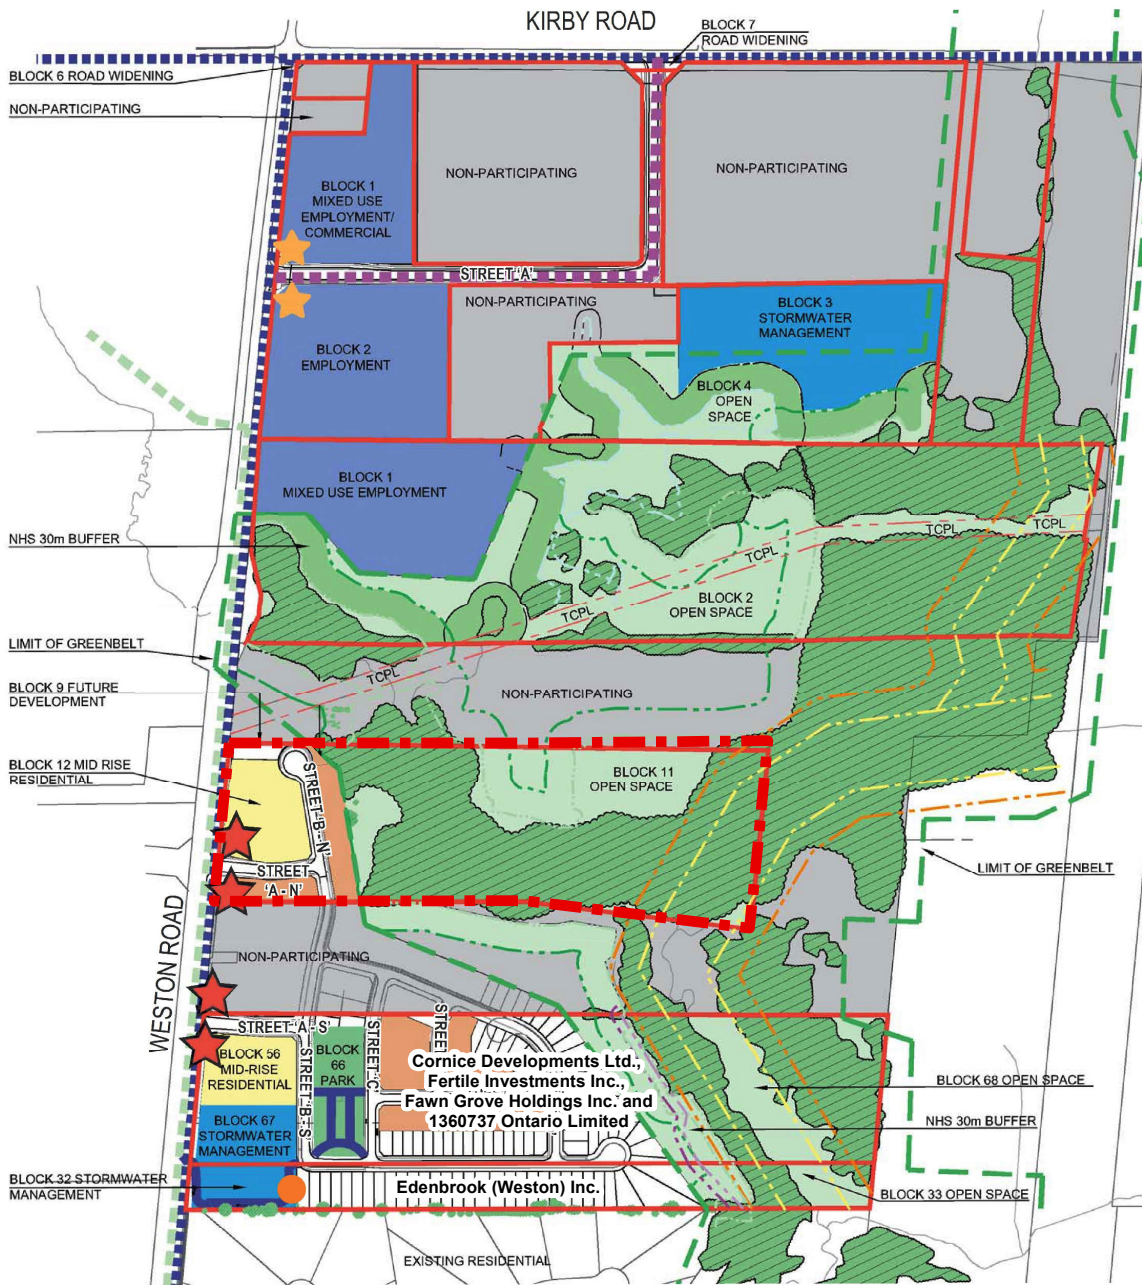 KIRBY ROAD
BLOCK 7
ROAD WIDENING
BLOCK 6 ROAD WIDENING
NON-PARTICIPATING
NON-PARTICIPATING
NON-PARTICIPATING
BLOCK 1
MIXED USE
EMPLOYMENT/
COMMERCIAL
STREET 'A'
NON-PARTICIPATING
BLOCK 3
STORMWATER
MANAGEMENT
BLOCK 2
EMPLOYMENT
BLOCK 4
OPEN
SPACE
BLOCK 1
MIXED USE EMPLOYMENT
TCPL
TCPL
TCPL
NHS 30m BUFFER
BLOCK 2
OPEN SPACE
TCPL
LIMIT OF GREENBELT
TCPL
BLOCK 9 FUTURE
DEVELOPMENT
NON-PARTICIPATING
BLOCK 12 MID RISE
RESIDENTIAL
STREET 'B - N'
BLOCK 11
OPEN SPACE
STREET
'A - N'
LIMIT OF GREENBELT
WESTON ROAD
NON-PARTICIPATING
STREET 'A - S'
STREET 'B - S'
STREET 'C'
STREET
BLOCK 56
MID-RISE
RESIDENTIAL
BLOCK
66
PARK
Cornice Developments Ltd.,
Fertile Investments Inc.,
Fawn Grove Holdings Inc. and
1360737 Ontario Limited
BLOCK 68 OPEN SPACE
BLOCK 67
STORMWATER
MANAGEMENT
NHS 30m BUFFER
BLOCK 32 STORMWATER
MANAGEMENT
Edenbrook (Weston) Inc.
BLOCK 33 OPEN SPACE
EXISTING RESIDENTIAL